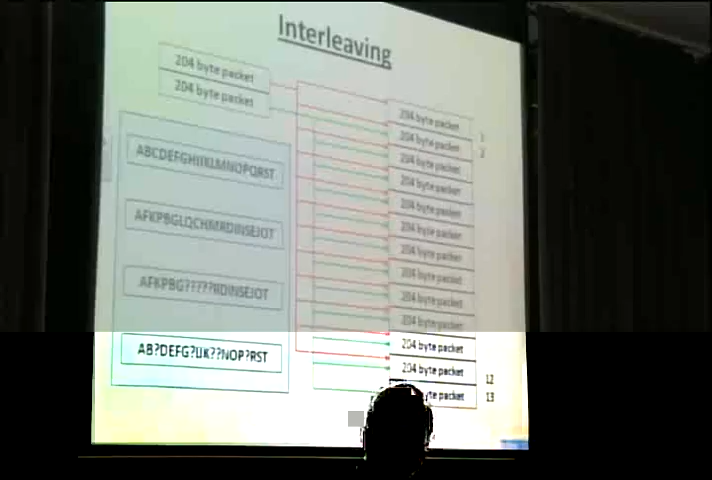 Interleaving
204 byte packet
204 byte packet
ABCDEFGHIJKLMNOPQRST
AFKPBGLQCHMRDINSEJOT
AFKPBG?????RDINSEJOT
AB?DEFG?IJK??NOP?RST
204 byte packet
204 byte packet
204 byte packet
204 byte packet
204 byte packet
204 byte packet
204 byte packet
204 byte packet
204 byte packet
204 byte packet
204 byte packet
204 byte packet
byte packet
1
2
12
13